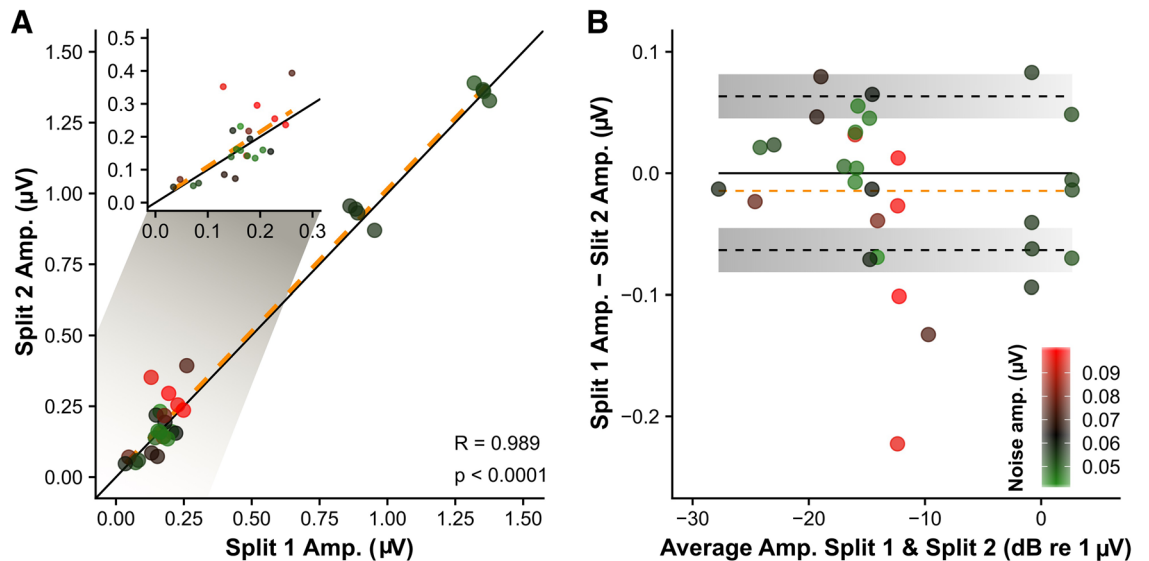 A
Split 2 Amp. (µV)
1.50
1.25
1.00
0.75
0.50
0.25
0.00
0.5
0.4
0.3
0.2
0.1
0.0
0.0 0.1 0.2 0.3
R = 0.989
p < 0.0001
0.00 0.25 0.50 0.75 1.00 1.25 1.50
Split 1 Amp. (µV)
B
Split 1 Amp. − Slit 2 Amp. (µV)
0.1
0.0
−0.1
−0.2
Noise amp. (µV)
0.09
0.08
0.07
0.06
0.05
−30 −20 −10 0
Average Amp. Split 1 & Split 2 (dB re 1 µV)